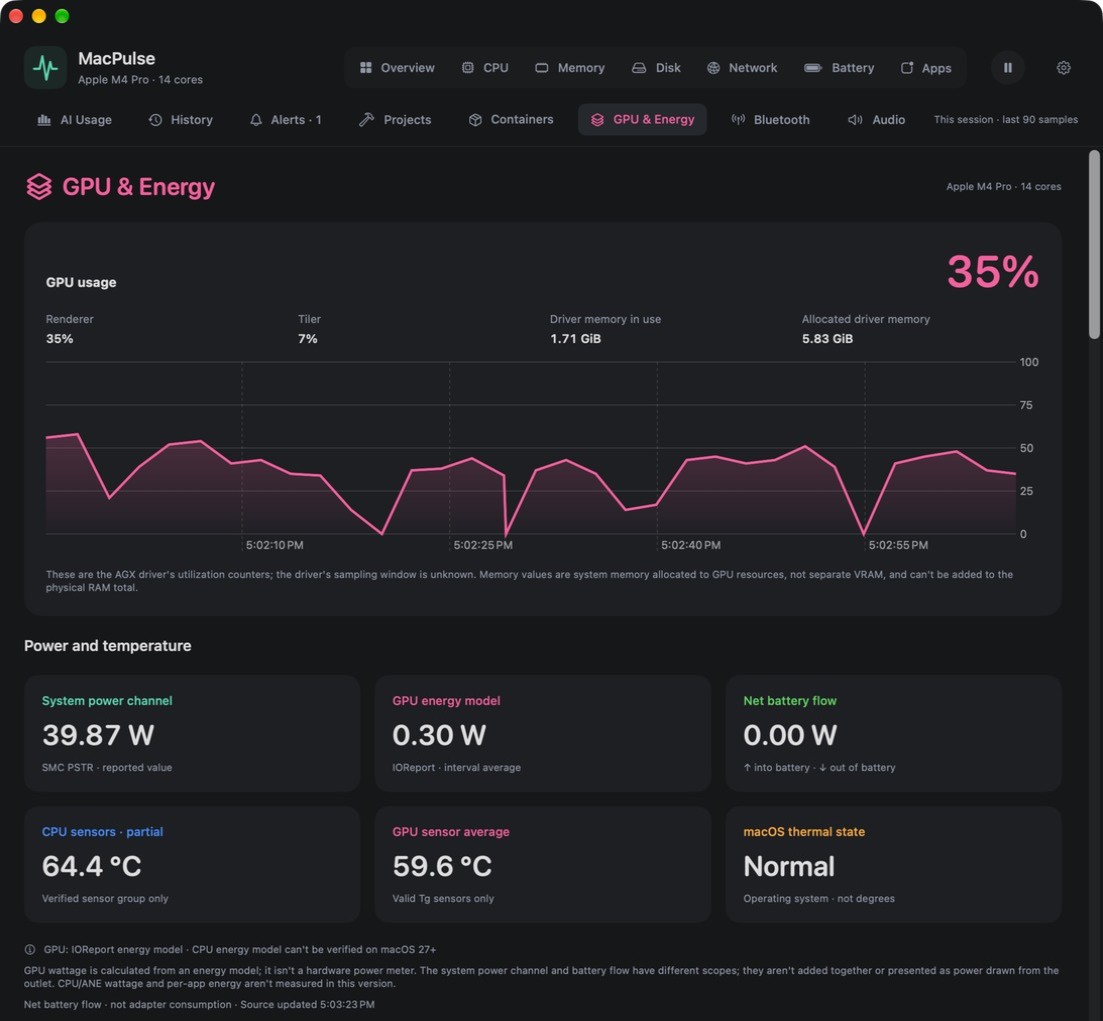 MacPulse
Apple M4 Pro · 14 cores
Overview
CPU
Memory
Disk
Network
Battery
Apps
AI Usage
History
Alerts · 1
Projects
Containers
GPU & Energy
Bluetooth
Audio
This session · last 90 samples
GPU & Energy
Apple M4 Pro · 14 cores
GPU usage
35%
Renderer
35%
Tiler
7%
Driver memory in use
1.71 GiB
Allocated driver memory
5.83 GiB
100
75
50
25
0
5:02:10 PM
5:02:25 PM
5:02:40 PM
5:02:55 PM
These are the AGX driver's utilization counters; the driver's sampling window is unknown. Memory values are system memory allocated to GPU resources, not separate VRAM, and can't be added to the
physical RAM total.
Power and temperature
System power channel
39.87 W
SMC PSTR · reported value
GPU energy model
0.30 W
IOReport · interval average
Net battery flow
0.00 W
↑ into battery · ↓ out of battery
CPU sensors · partial
64.4 °C
Verified sensor group only
GPU sensor average
59.6 °C
Valid Tg sensors only
macOS thermal state
Normal
Operating system · not degrees
GPU: IOReport energy model · CPU energy model can't be verified on macOS 27+
GPU wattage is calculated from an energy model; it isn't a hardware power meter. The system power channel and battery flow have different scopes; they aren't added together or presented as power drawn from the
outlet. CPU/ANE wattage and per-app energy aren't measured in this version.
Net battery flow · not adapter consumption · Source updated 5:03:23 PM